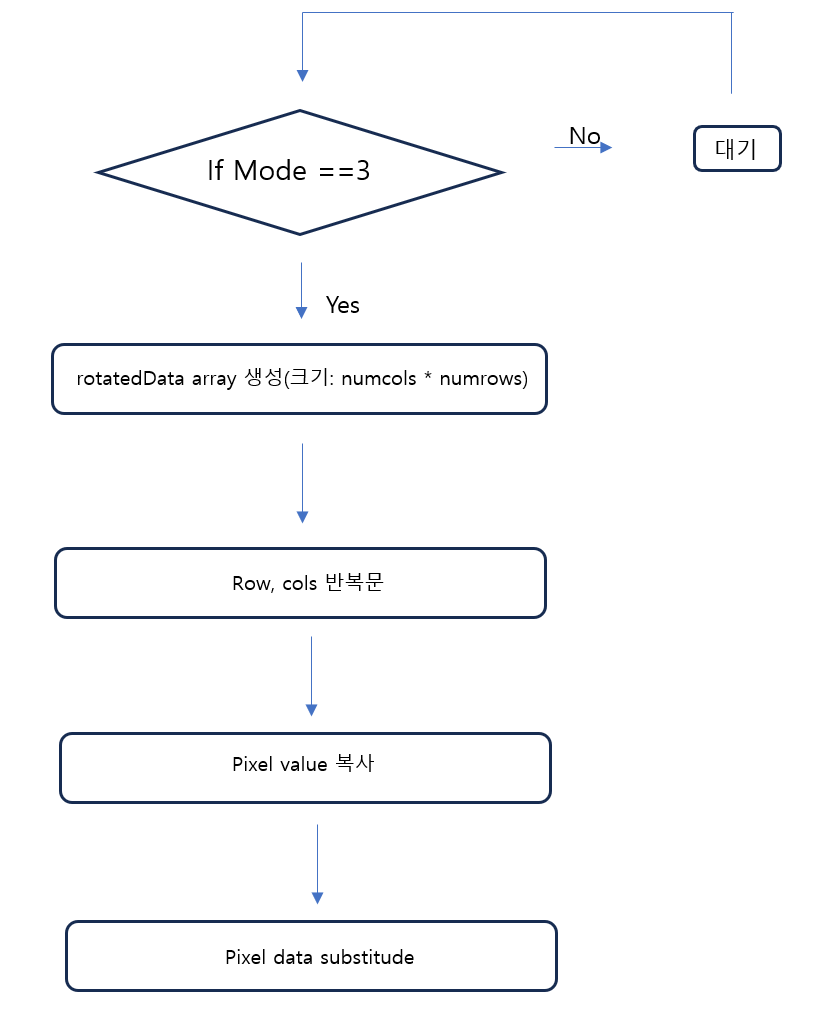 If Mode ==3
No
대기
Yes
rotatedData array 생성(크기: numcols * numrows)
Row, cols 반복문
Pixel value 복사
Pixel data substitude